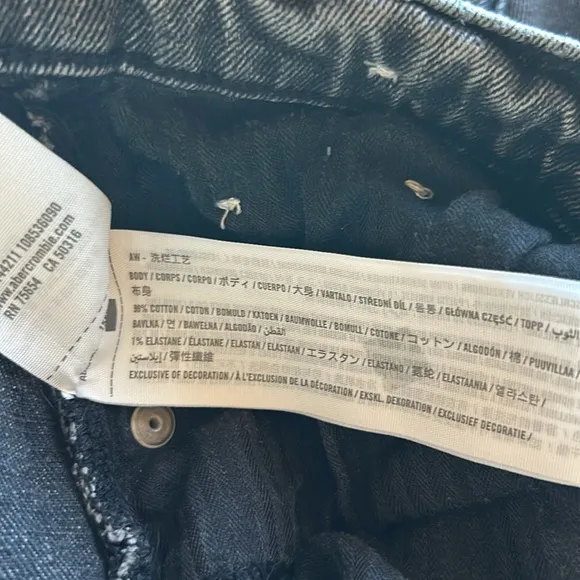 4211 108536090
www.abercrombie.com
RN 75654 CA 50316
AW - 洗烂工艺
BODY / CORPS / CORPO / ボディ / CUERPO / 大身 / VARTALO / STŘEDNÍ DÍL / 몸통 / GŁÓWNA CZĘŚĆ / TOPP / الثوب /
布身
99% COTTON / COTON / BOMULD / KATOEN / BAUMWOLLE / BOMULL / COTONE / コットン / ALGODÓN / 棉 / PUUVILLAA /
BAVLNA / 면 / BAWEŁNA / ALGODÃO / القطن /
1% ELASTANE / ÉLASTANE / ELASTAN / ELASTAAN / エラスタン / ELASTANO / 氨纶 / ELASTAANIA / 엘라스탄 /
إيلاستين / 彈性纖維
EXCLUSIVE OF DECORATION / À L'EXCLUSION DE LA DÉCORATION / EKSKL. DEKORATION / EXCLUSIEF DECORATIE /